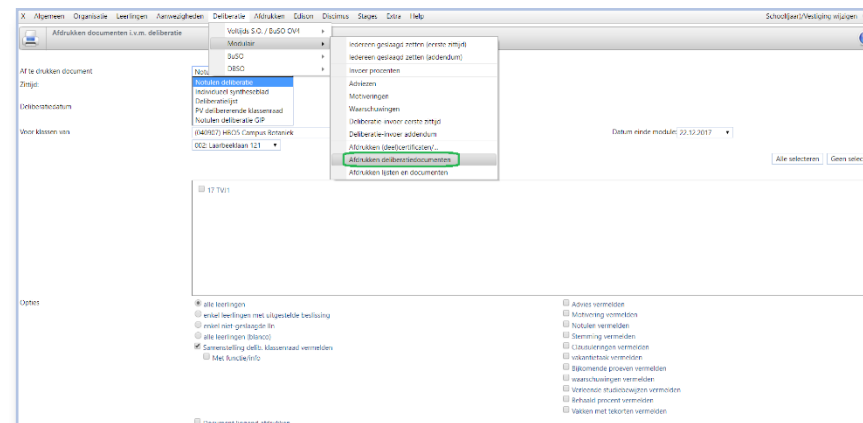 X Algemeen Organisatie Leerlingen Aanwezigheden Deliberatie Afdrukken Edison Discimus Stages Extra Help Schooljaar/Vestiging wijzigen
Afdrukken documenten i.v.m. deliberatie
Voltijds S.O. / BuSO OV4
Modulair
BuSO
DBSO
Iedereen geslaagd zetten (eerste zittijd)
Iedereen geslaagd zetten (addendum)
Invoer procenten
Adviezen
Motiveringen
Waarschuwingen
Deliberatie-invoer eerste zittijd
Deliberatie-invoer addendum
Afdrukken (deel)certificaten/..
Afdrukken deliberatiedocumenten
Afdrukken lijsten en documenten
Af te drukken document
Notulen deliberatie
Individueel syntheseblad
Deliberatielijst
PV delibererende klassenraad
Notulen deliberatie GIP
Zittijd:
Deliberatiedatum
Voor klassen van
(040907) HBO5 Campus Botaniek
002: Laarbeeklaan 121
Datum einde module: 22.12.2017
Alle selecteren Geen selec
17 TV/1
Opties
alle leerlingen
enkel leerlingen met uitgestelde beslissing
enkel niet-geslaagde lln
alle leerlingen (blanco)
Samenstelling delib. klassenraad vermelden
Met functie/info
Document liggend afdrukken
Advies vermelden
Motivering vermelden
Notulen vermelden
Stemming vermelden
Clausuleringen vermelden
vakantietaak vermelden
Bijkomende proeven vermelden
waarschuwingen vermelden
Verleende studiebewijzen vermelden
Behaald procent vermelden
Vakken met tekorten vermelden